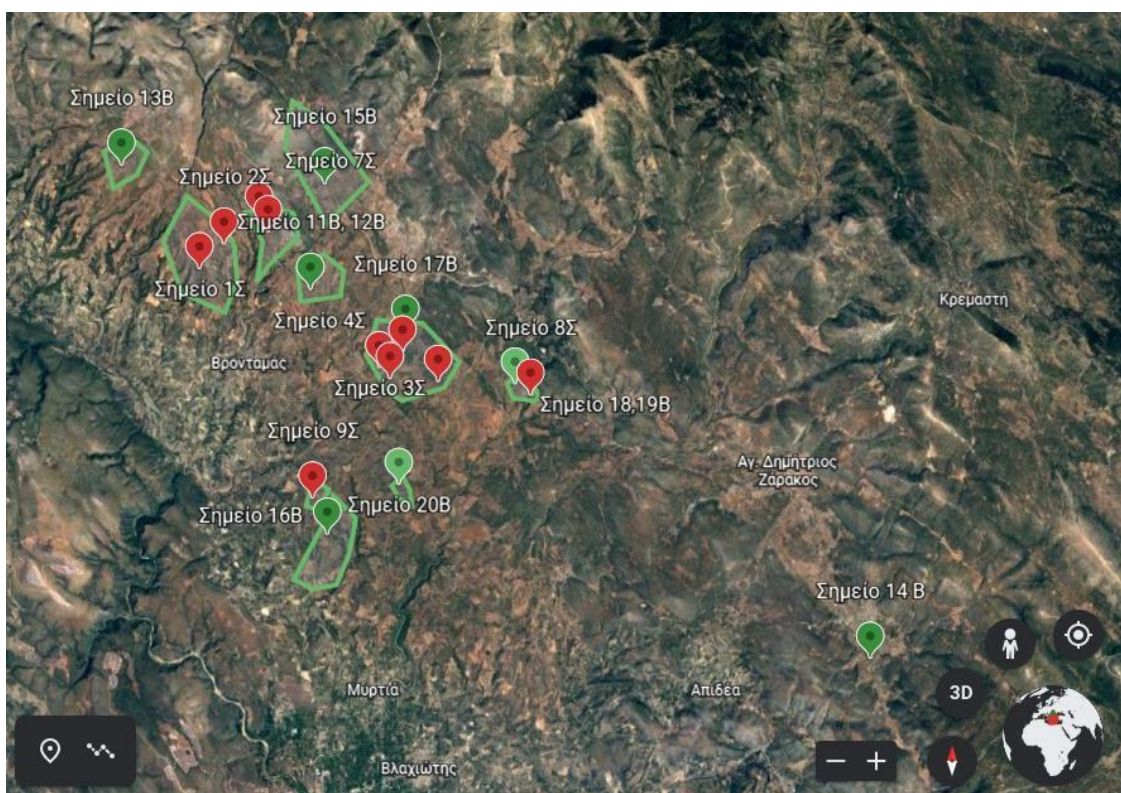 Σημείο 13Β
Σημείο 15Β
Σημείο 7Σ
Σημείο 2Σ
Σημείο 11Β, 12Β
Σημείο 17Β
Σημείο 1Σ
Κρεμαστή
Σημείο 4Σ
Σημείο 8Σ
Βρονταμάς
Σημείο 3Σ
Σημείο 18,19Β
Σημείο 9Σ
Αγ. Δημήτριος
Ζάρακος
Σημείο 20Β
Σημείο 16Β
Σημείο 14 Β
Μυρτιά
Απιδέα
3D
Βλαχιώτης